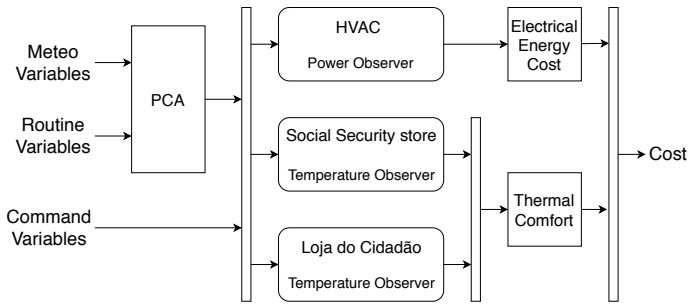 Meteo
Variables
Routine
Variables
Command
Variables
PCA
HVAC
Power Observer
Social Security store
Temperature Observer
Loja do Cidadão
Temperature Observer
Electrical
Energy
Cost
Thermal
Comfort
Cost